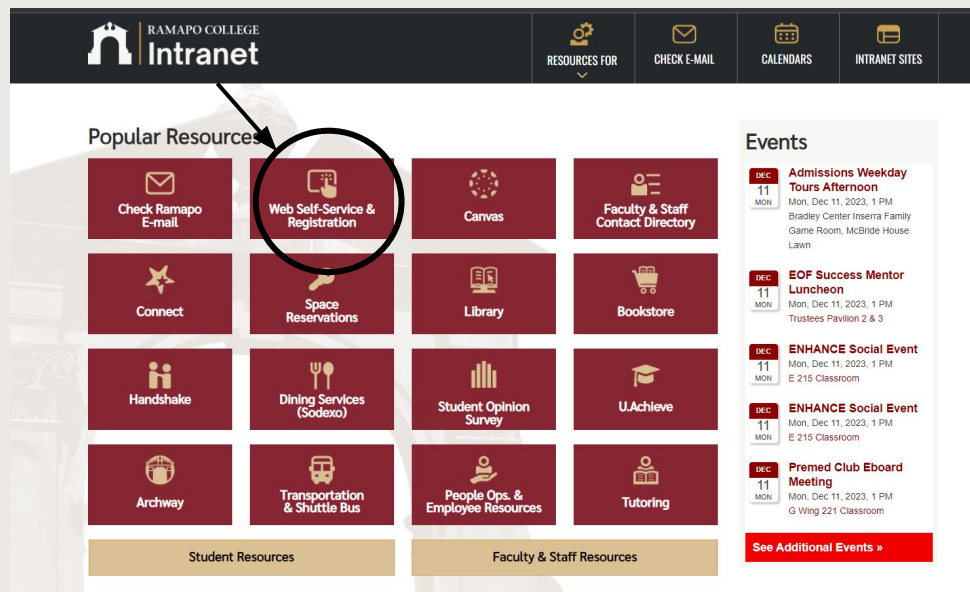 RAMAPO COLLEGE
Intranet
RESOURCES FOR
CHECK E-MAIL
CALENDARS
INTRANET SITES
Popular Resources
Check Ramapo
E-mail
Web Self-Service &
Registration
Canvas
Faculty & Staff
Contact Directory
Connect
Space
Reservations
Library
Bookstore
Handshake
Dining Services
(Sodexo)
Student Opinion
Survey
U.Achieve
Archway
Transportation
& Shuttle Bus
People Ops. &
Employee Resources
Tutoring
Student Resources
Faculty & Staff Resources
Events
DEC
11
MON
Admissions Weekday
Tours Afternoon
Mon, Dec 11, 2023, 1 PM
Bradley Center Inserra Family
Game Room, McBride House
Lawn
DEC
11
MON
EOF Success Mentor
Luncheon
Mon, Dec 11, 2023, 1 PM
Trustees Pavilion 2 & 3
DEC
11
MON
ENHANCE Social Event
Mon, Dec 11, 2023, 1 PM
E 215 Classroom
DEC
11
MON
ENHANCE Social Event
Mon, Dec 11, 2023, 1 PM
E 215 Classroom
DEC
11
MON
Premed Club Eboard
Meeting
Mon, Dec 11, 2023, 1 PM
G Wing 221 Classroom
See Additional Events »